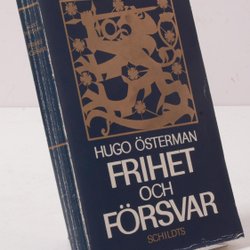 HUGO ÖSTERMAN
FRIHET
OCH
FÖRSVAR
SCHILDTS